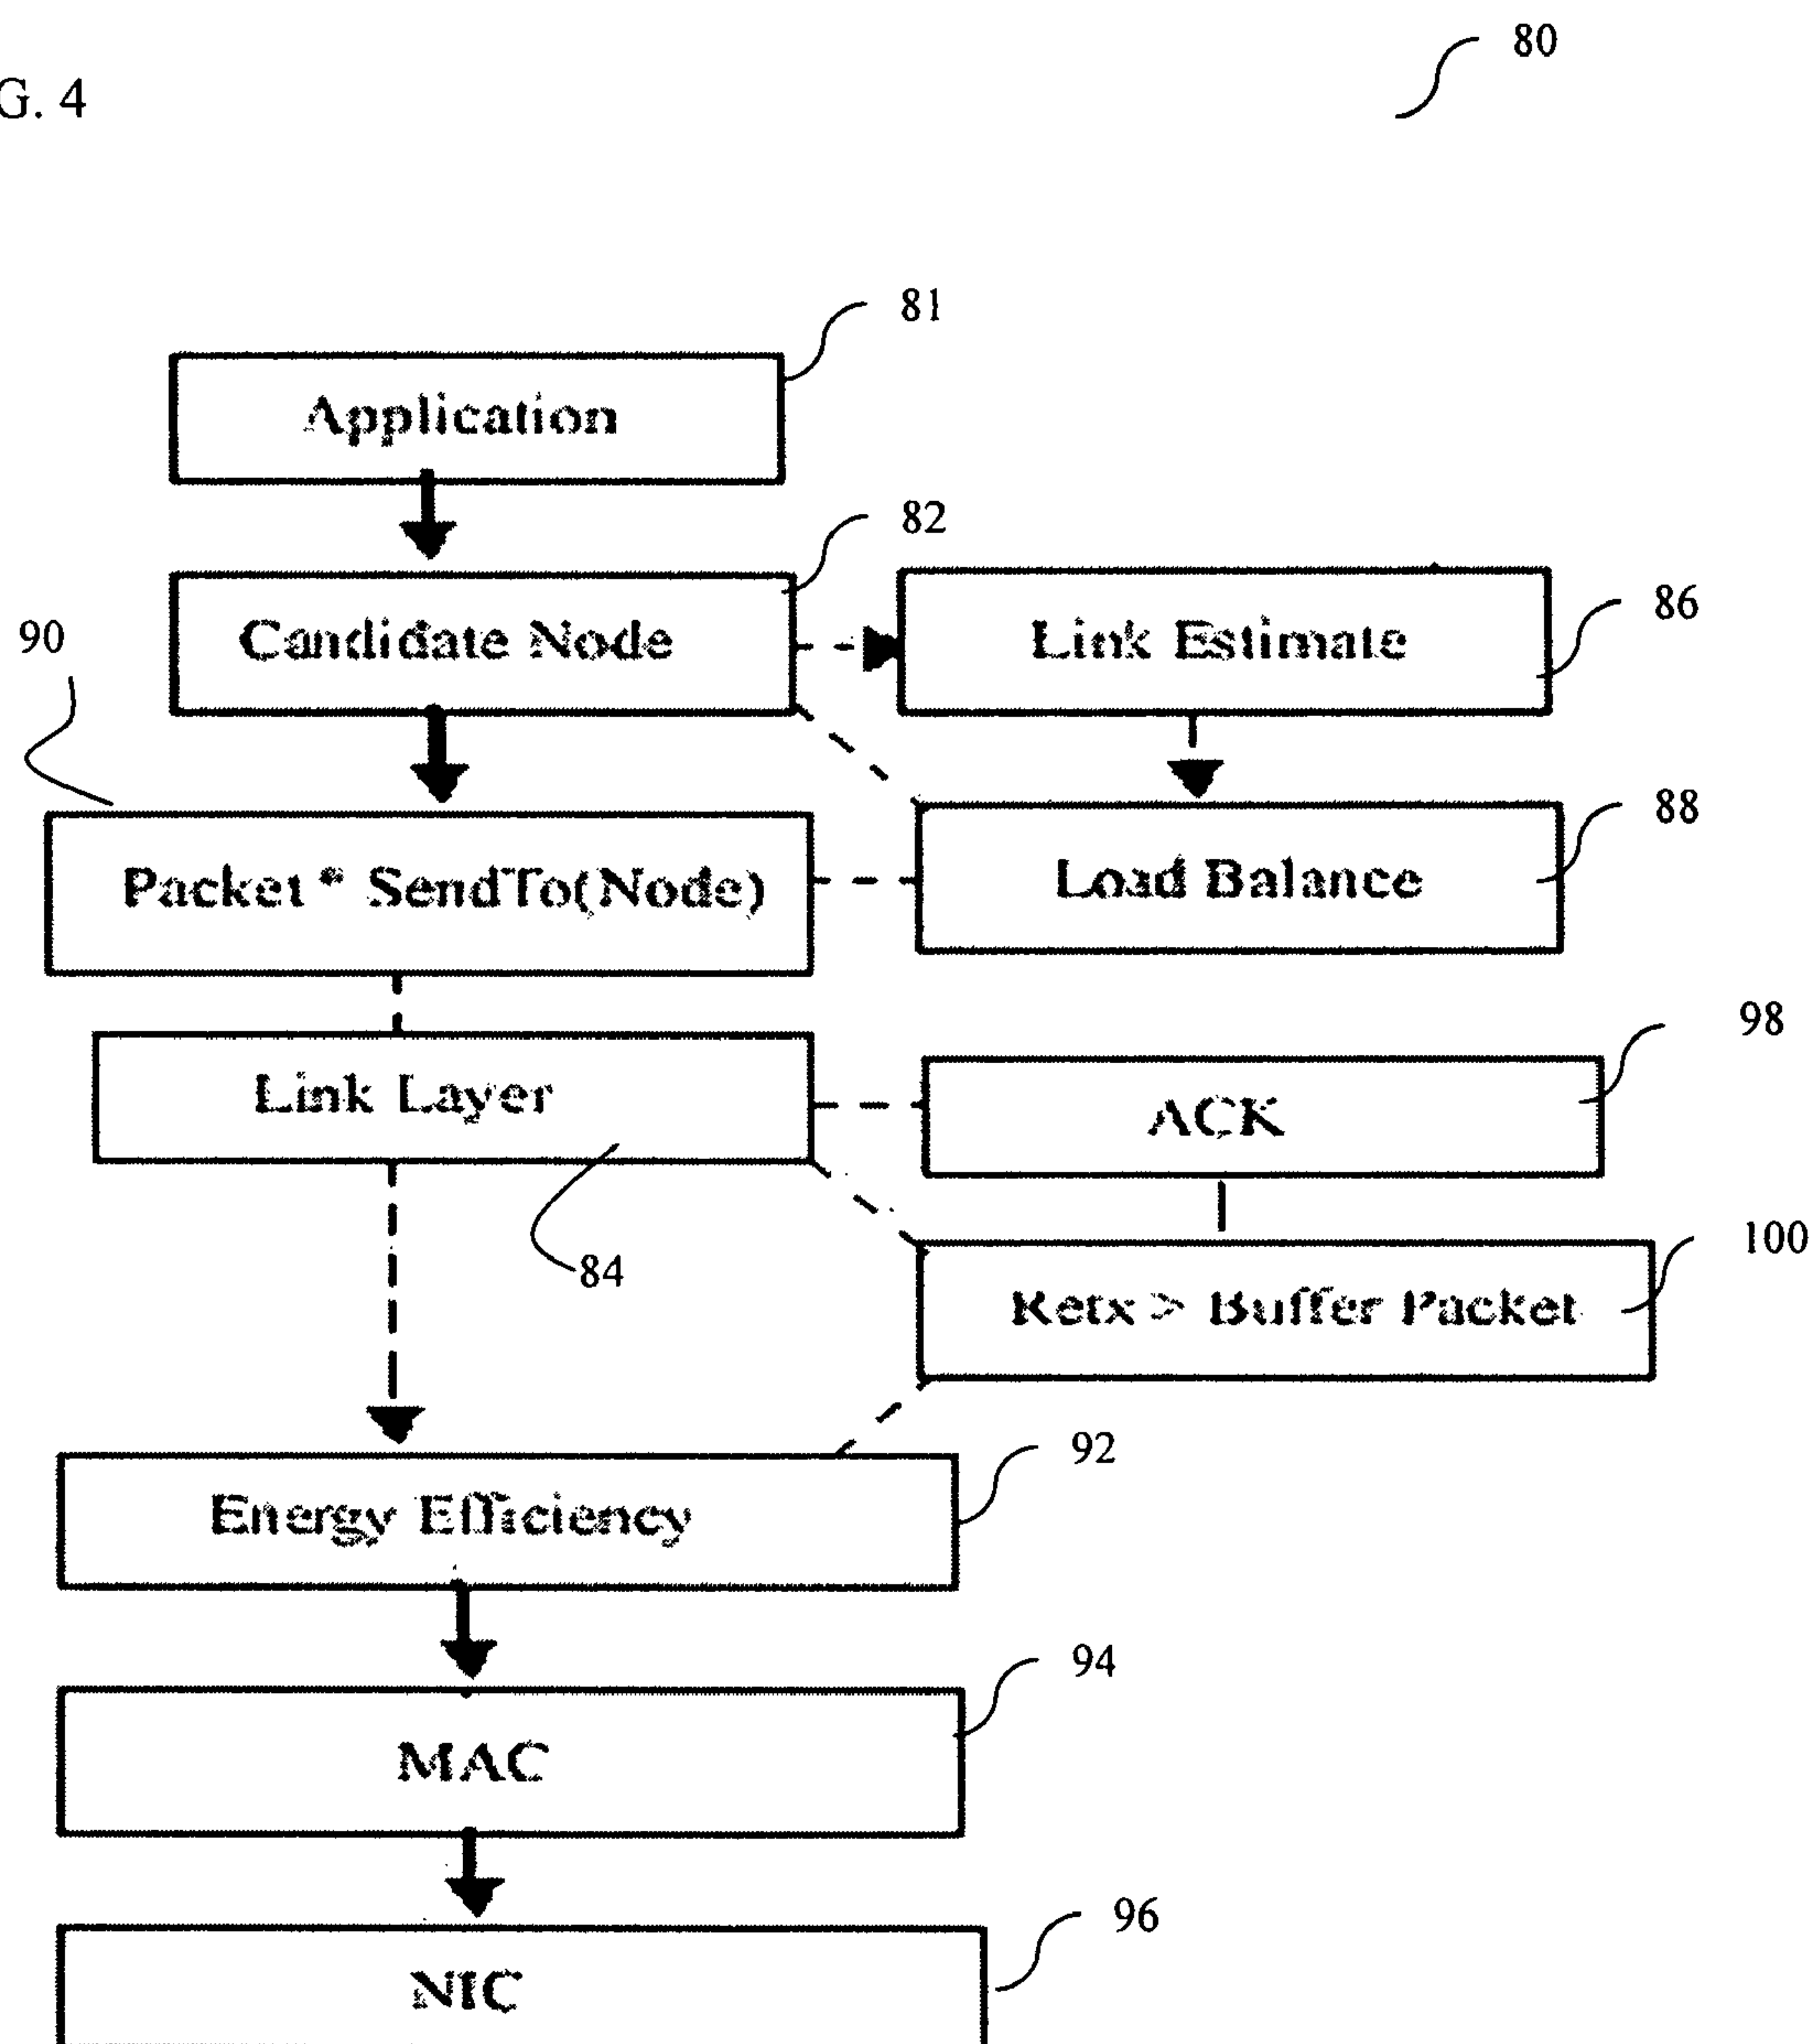 G. 4
80
81
Application
82
Candidate Node
Link Estimate
86
90
Packet * SendTo(Node)
Load Balance
88
Link Layer
84
ACK
98
Retx > Buffer Packet
100
Energy Efficiency
92
MAC
94
NIC
96